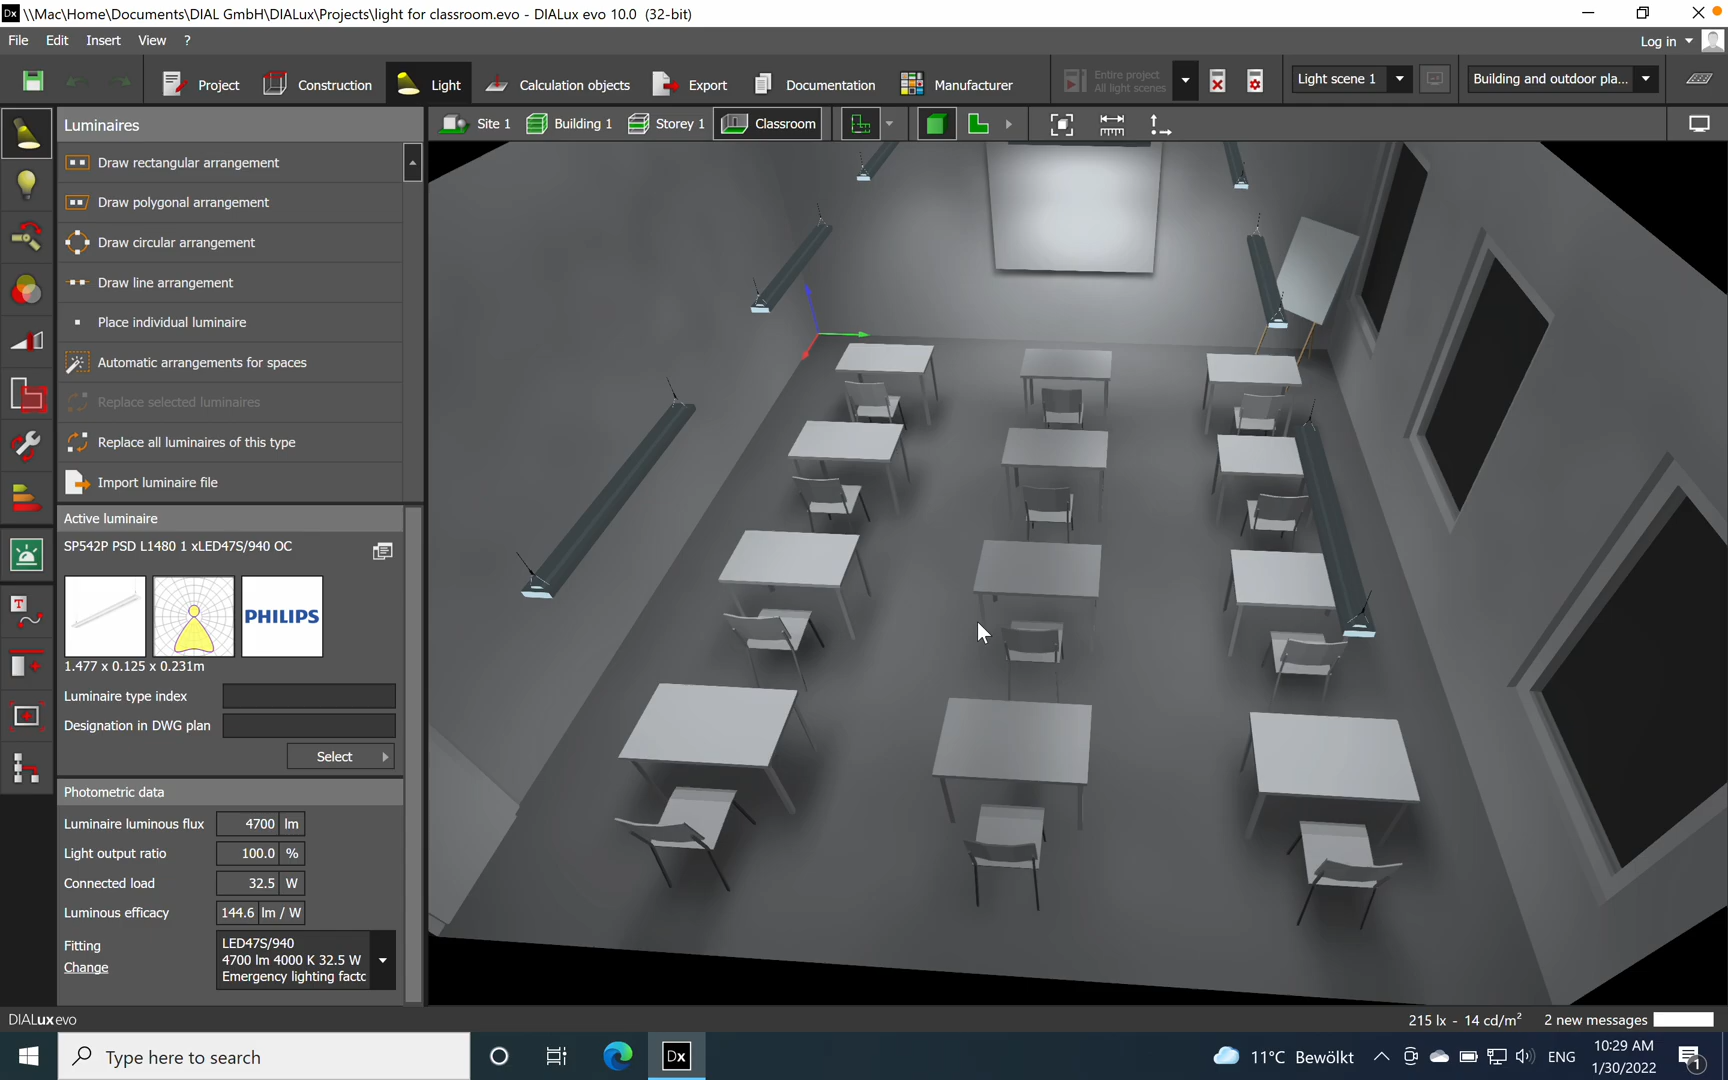 Dx \\Mac\Home\Documents\DIAL GmbH\DIALux\Projects\light for classroom.evo - DIALux evo 10.0 (32-bit)
File Edit Insert View ?
Log in
Project Construction Light Calculation objects Export Documentation Manufacturer
Entire project
All light scenes
Light scene 1
Building and outdoor pla...
Luminaires
Site 1 Building 1 Storey 1 Classroom
Draw rectangular arrangement
Draw polygonal arrangement
Draw circular arrangement
Draw line arrangement
Place individual luminaire
Automatic arrangements for spaces
Replace selected luminaires
Replace all luminaires of this type
Import luminaire file
Active luminaire
SP542P PSD L1480 1 xLED47S/940 OC
PHILIPS
1.477 x 0.125 x 0.231m
Luminaire type index
Designation in DWG plan
Select
Photometric data
Luminaire luminous flux 4700 lm
Light output ratio 100.0 %
Connected load 32.5 W
Luminous efficacy 144.6 lm / W
Fitting
Change
LED47S/940
4700 lm 4000 K 32.5 W
Emergency lighting factc
DIALux evo
215 lx - 14 cd/m² 2 new messages
Type here to search
Dx
11°C Bewölkt
ENG
10:29 AM
1/30/2022
1